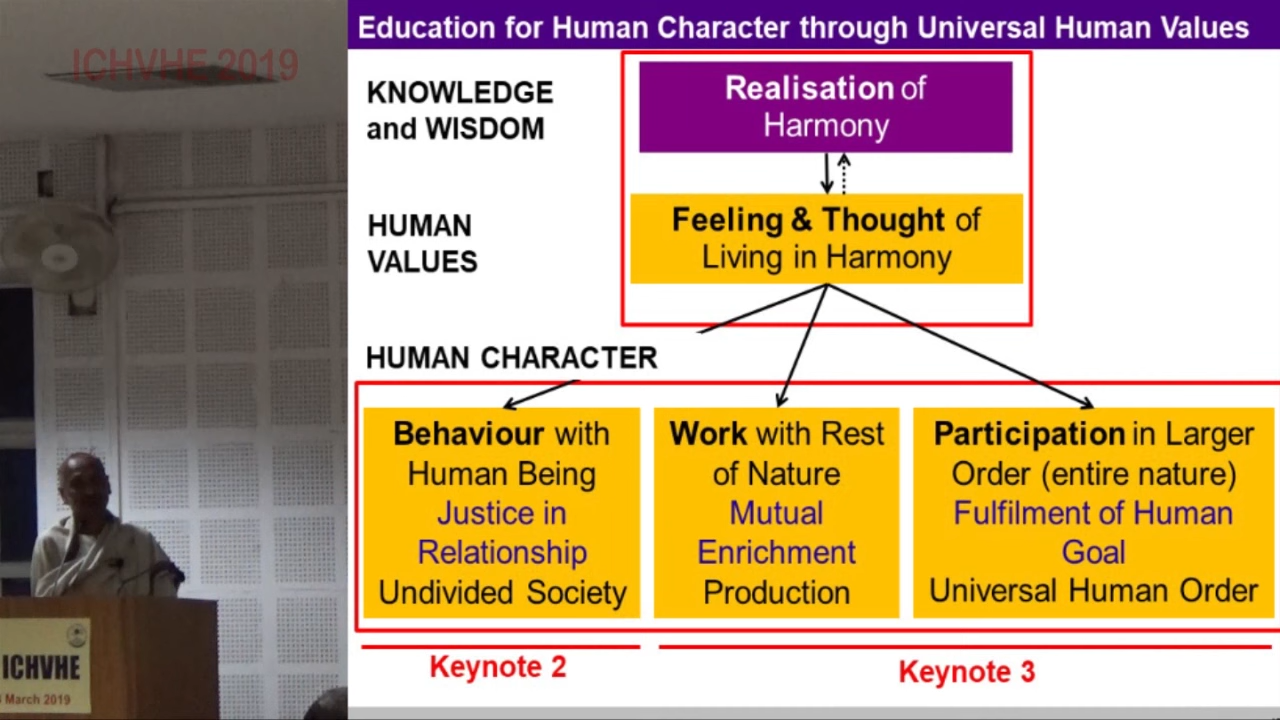 ICHVHE 2019
Education for Human Character through Universal Human Values
KNOWLEDGE
and WISDOM
Realisation of
Harmony
HUMAN
VALUES
Feeling & Thought of
Living in Harmony
HUMAN CHARACTER
Behaviour with
Human Being
Justice in
Relationship
Undivided Society
Work with Rest
of Nature
Mutual
Enrichment
Production
Participation in Larger
Order (entire nature)
Fulfilment of Human
Goal
Universal Human Order
Keynote 2
Keynote 3
ICHVHE
March 2019